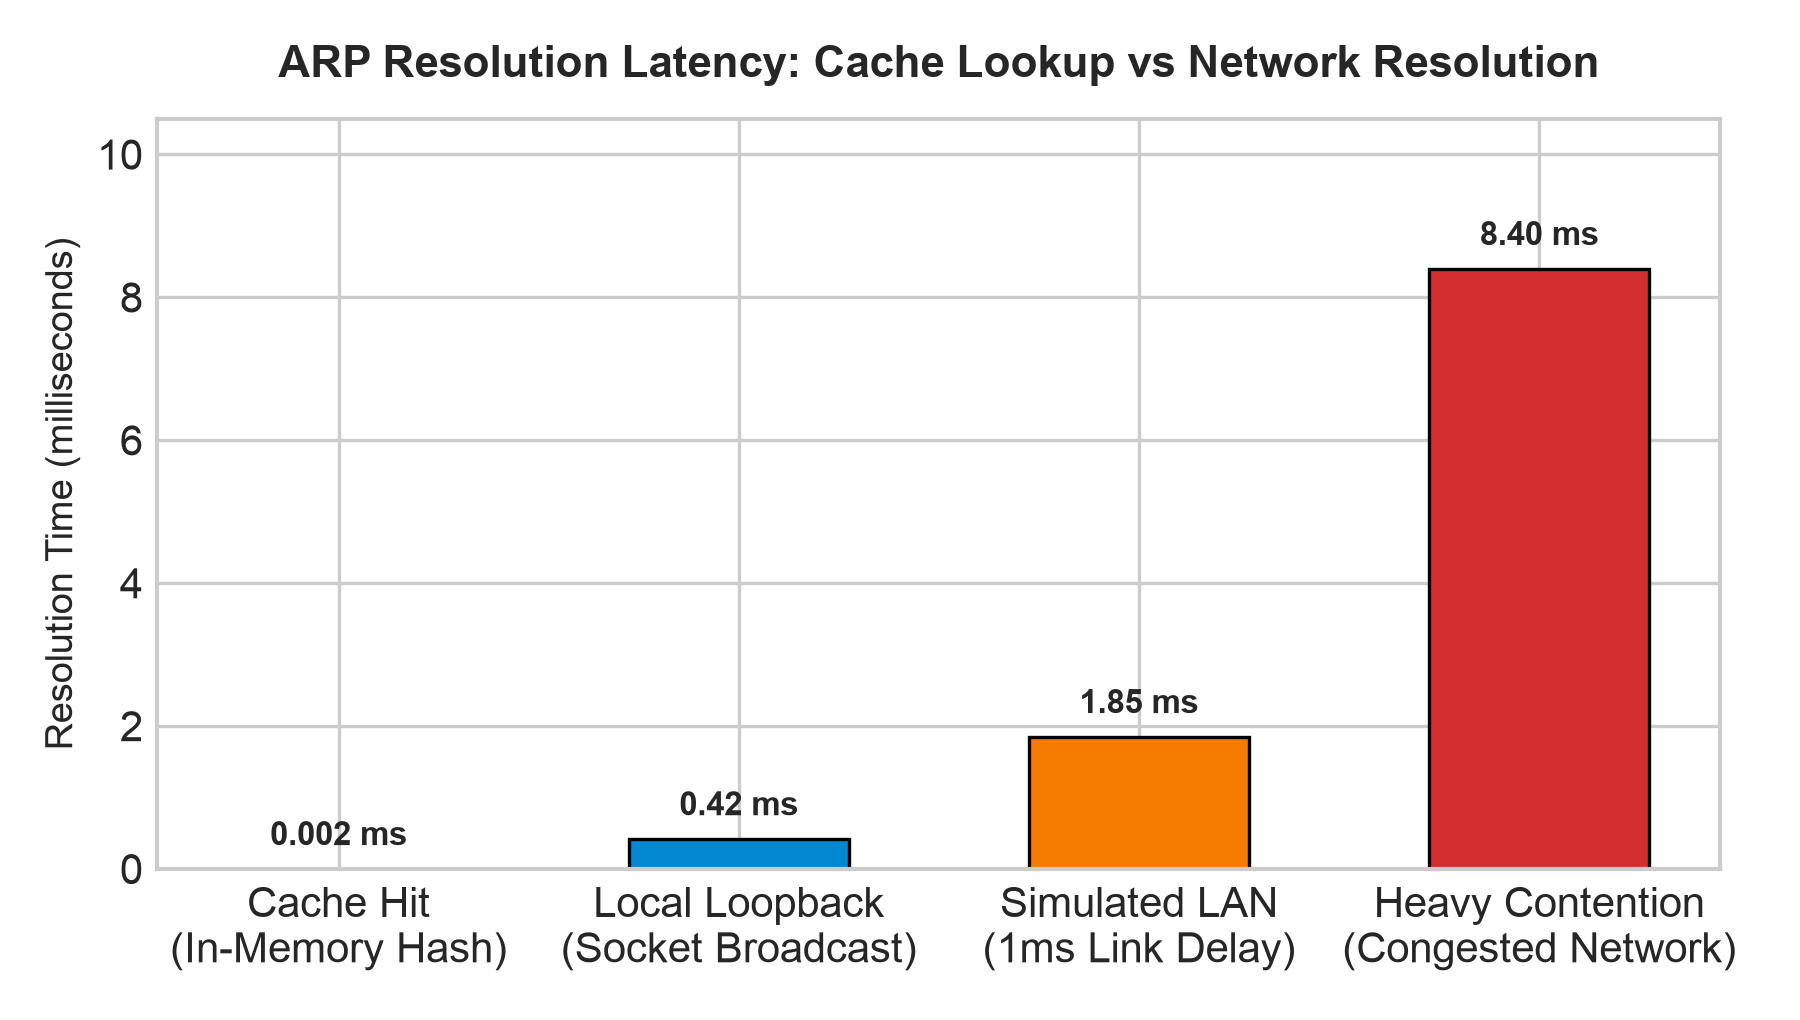 ARP Resolution Latency: Cache Lookup vs Network Resolution
Resolution Time (milliseconds)
10
8
6
4
2
0
0.002 ms
0.42 ms
1.85 ms
8.40 ms
Cache Hit
(In-Memory Hash)
Local Loopback
(Socket Broadcast)
Simulated LAN
(1ms Link Delay)
Heavy Contention
(Congested Network)